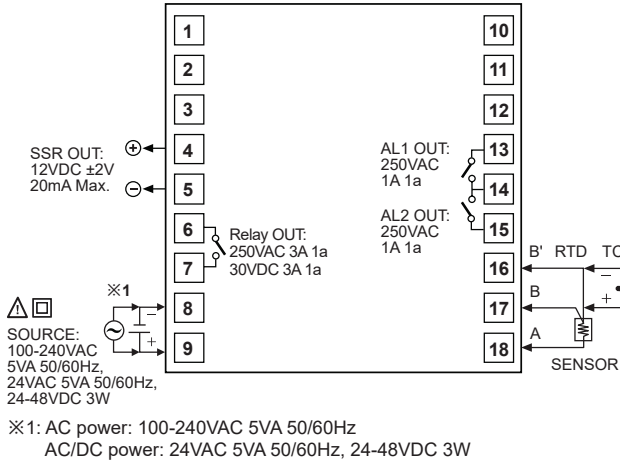 1
2
3
4
5
6
7
8
9
10
11
12
13
14
15
16
17
18
SSR OUT:
12VDC ±2V
20mA Max.
Relay OUT:
250VAC 3A 1a
30VDC 3A 1a
※1
SOURCE:
100-240VAC
5VA 50/60Hz,
24VAC 5VA 50/60Hz,
24-48VDC 3W
AL1 OUT:
250VAC
1A 1a
AL2 OUT:
250VAC
1A 1a
B' RTD TC
B
A
SENSOR
※1: AC power: 100-240VAC 5VA 50/60Hz
AC/DC power: 24VAC 5VA 50/60Hz, 24-48VDC 3W